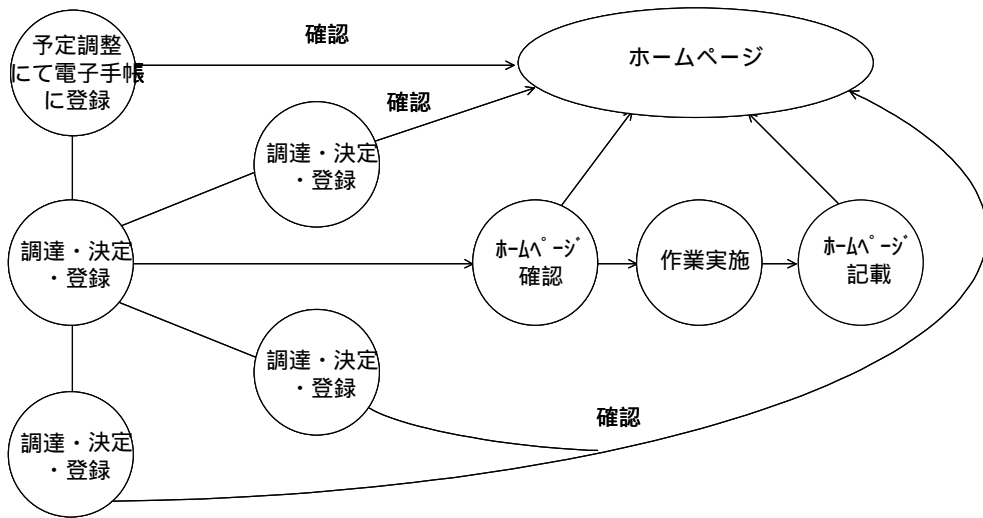 確認
予定調整
にて電子手帳
に登録
ホームページ
確認
調達・決定
・登録
調達・決定
・登録
ﾎｰﾑﾍﾟｰｼﾞ
確認
作業実施
ﾎｰﾑﾍﾟｰｼﾞ
記載
調達・決定
・登録
確認
調達・決定
・登録